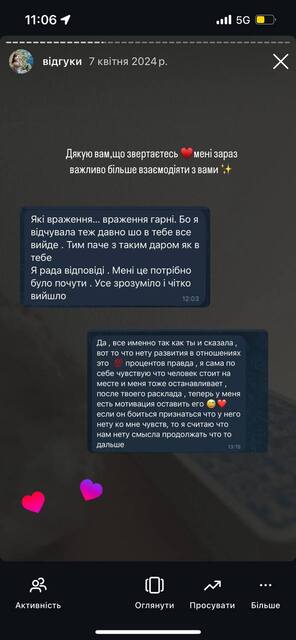 11:06
5G
відгуки 7 квітня 2024 р.
Дякую вам,що звертаєтесь ❤️мені зараз
важливо більше взаємодіяти з вами ✨
Які враження... враження гарні. Бо я
відчувала теж давно шо в тебе все
вийде . Тим паче з таким даром як в
тебе
Я рада відповіді . Мені це потрібно
було почути . Усе зрозуміло і чітко
вийшло
12:03
Да , все именно так как ты и сказала ,
вот то что нету развития в отношениях
это 💯 процентов правда , я сама по
себе чувствую что человек стоит на
месте и меня тоже останавливает ,
после твоего расклада , теперь у меня
есть мотивация оставить его 😅❤️
если он боиться признаться что у него
нету ко мне чувств, то я считаю что
нам нету смысла продолжать что то
дальше
13:15
Активність
Оглянути
Просувати
Більше